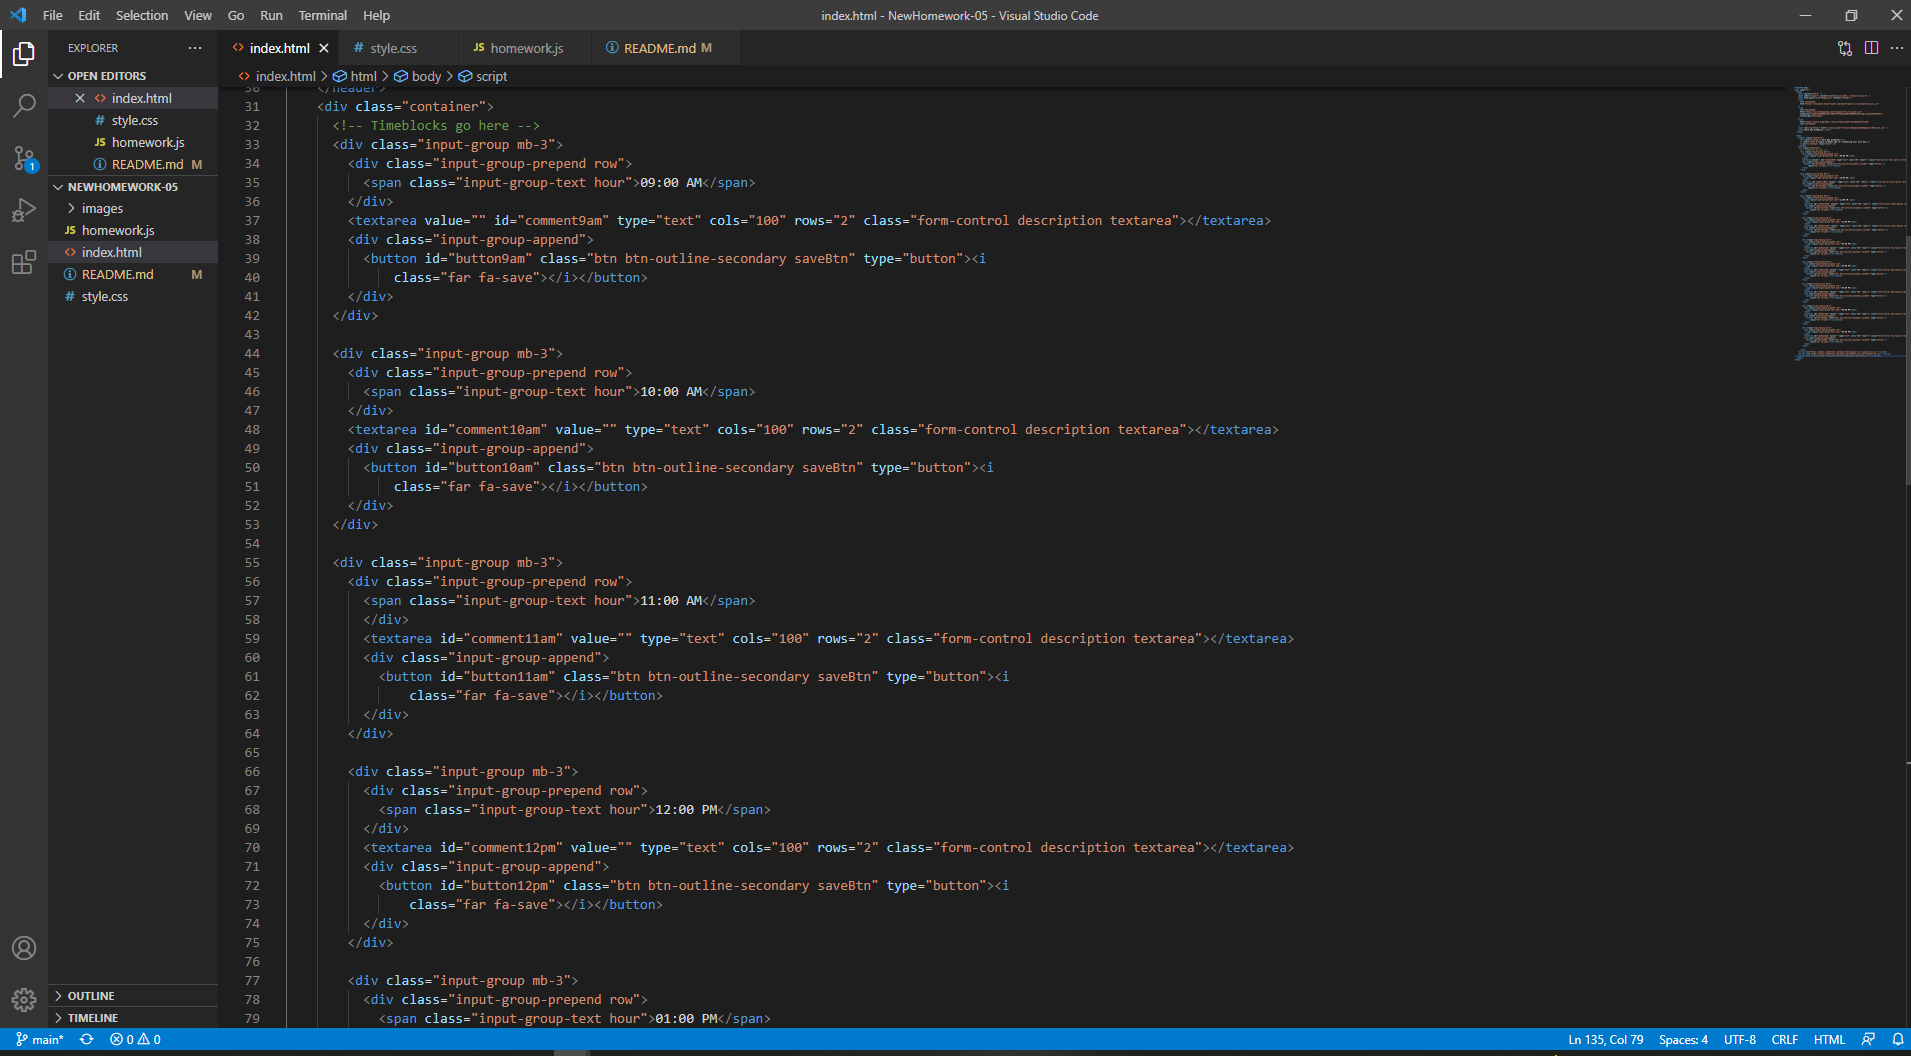 File Edit Selection View Go Run Terminal Help
index.html - NewHomework-05 - Visual Studio Code
EXPLORER
OPEN EDITORS
index.html
style.css
homework.js
README.md M
1
NEWHOMEWORK-05
images
homework.js
index.html
README.md M
style.css
OUTLINE
TIMELINE
index.html style.css homework.js README.md M
index.html > html > body > script
30 </header>
31 <div class="container">
32 <!-- Timeblocks go here -->
33 <div class="input-group mb-3">
34 <div class="input-group-prepend row">
35 <span class="input-group-text hour">09:00 AM</span>
36 </div>
37 <textarea value="" id="comment9am" type="text" cols="100" rows="2" class="form-control description textarea"></textarea>
38 <div class="input-group-append">
39 <button id="button9am" class="btn btn-outline-secondary saveBtn" type="button"><i
40 class="far fa-save"></i></button>
41 </div>
42 </div>
43
44 <div class="input-group mb-3">
45 <div class="input-group-prepend row">
46 <span class="input-group-text hour">10:00 AM</span>
47 </div>
48 <textarea id="comment10am" value="" type="text" cols="100" rows="2" class="form-control description textarea"></textarea>
49 <div class="input-group-append">
50 <button id="button10am" class="btn btn-outline-secondary saveBtn" type="button"><i
51 class="far fa-save"></i></button>
52 </div>
53 </div>
54
55 <div class="input-group mb-3">
56 <div class="input-group-prepend row">
57 <span class="input-group-text hour">11:00 AM</span>
58 </div>
59 <textarea id="comment11am" value="" type="text" cols="100" rows="2" class="form-control description textarea"></textarea>
60 <div class="input-group-append">
61 <button id="button11am" class="btn btn-outline-secondary saveBtn" type="button"><i
62 class="far fa-save"></i></button>
63 </div>
64 </div>
65
66 <div class="input-group mb-3">
67 <div class="input-group-prepend row">
68 <span class="input-group-text hour">12:00 PM</span>
69 </div>
70 <textarea id="comment12pm" value="" type="text" cols="100" rows="2" class="form-control description textarea"></textarea>
71 <div class="input-group-append">
72 <button id="button12pm" class="btn btn-outline-secondary saveBtn" type="button"><i
73 class="far fa-save"></i></button>
74 </div>
75 </div>
76
77 <div class="input-group mb-3">
78 <div class="input-group-prepend row">
79 <span class="input-group-text hour">01:00 PM</span>
main* 0 0 Ln 135, Col 79 Spaces: 4 UTF-8 CRLF HTML